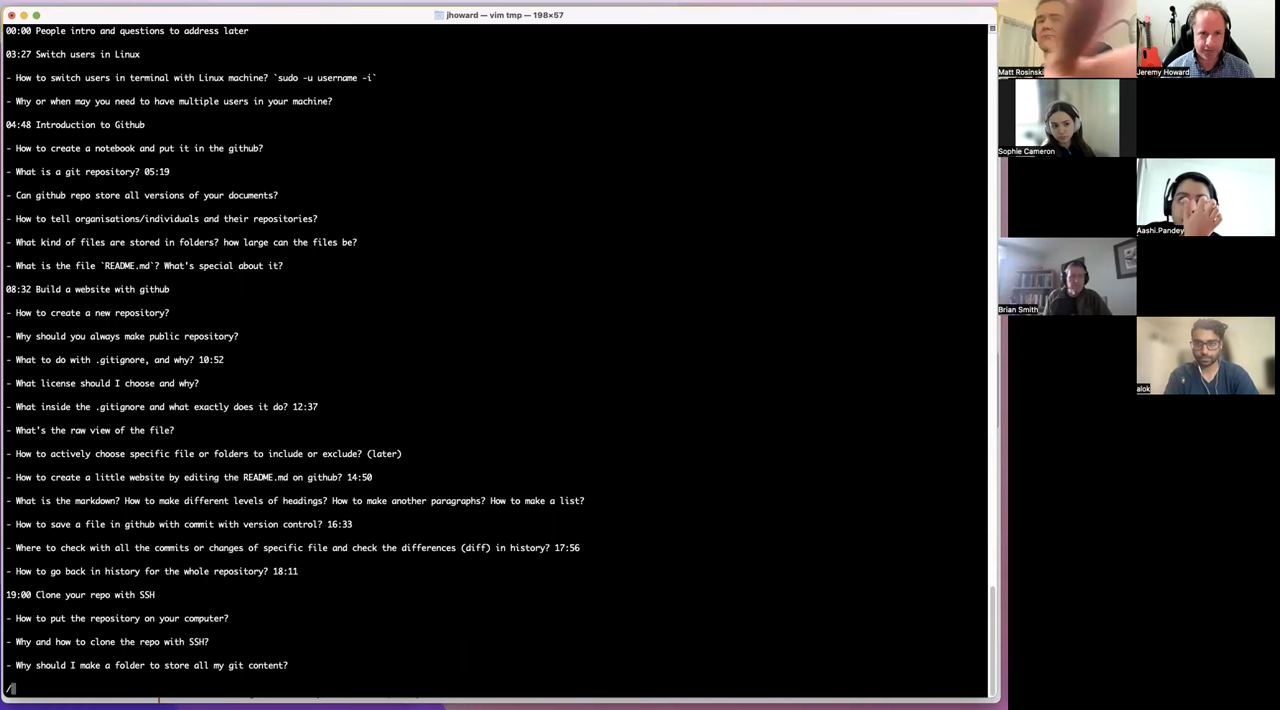 jhoward — vim tmp — 198×57
00:00 People intro and questions to address later
03:27 Switch users in Linux
- How to switch users in terminal with Linux machine? `sudo -u username -i`
- Why or when may you need to have multiple users in your machine?
04:48 Introduction to Github
- How to create a notebook and put it in the github?
- What is a git repository? 05:19
- Can github repo store all versions of your documents?
- How to tell organisations/individuals and their repositories?
- What kind of files are stored in folders? how large can the files be?
- What is the file `README.md`? What's special about it?
08:32 Build a website with github
- How to create a new repository?
- Why should you always make public repository?
- What to do with .gitignore, and why? 10:52
- What license should I choose and why?
- What inside the .gitignore and what exactly does it do? 12:37
- What's the raw view of the file?
- How to actively choose specific file or folders to include or exclude? (later)
- How to create a little website by editing the README.md on github? 14:50
- What is the markdown? How to make different levels of headings? How to make another paragraphs? How to make a list?
- How to save a file in github with commit with version control? 16:33
- Where to check with all the commits or changes of specific file and check the differences (diff) in history? 17:56
- How to go back in history for the whole repository? 18:11
19:00 Clone your repo with SSH
- How to put the repository on your computer?
- Why and how to clone the repo with SSH?
- Why should I make a folder to store all my git content?
/
Matt Rosinski
Jeremy Howard
Sophie Cameron
Aashi.Pandey
Brian Smith
alok